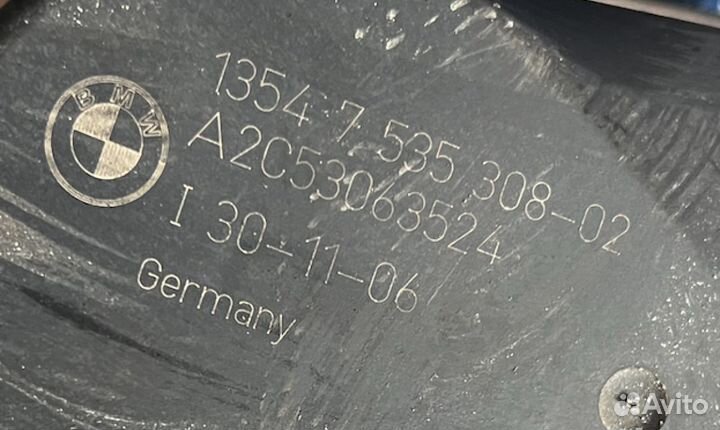 BMW
1354 7 535 308-02
A2C53063524
I 30-11-06
Germany
Avito